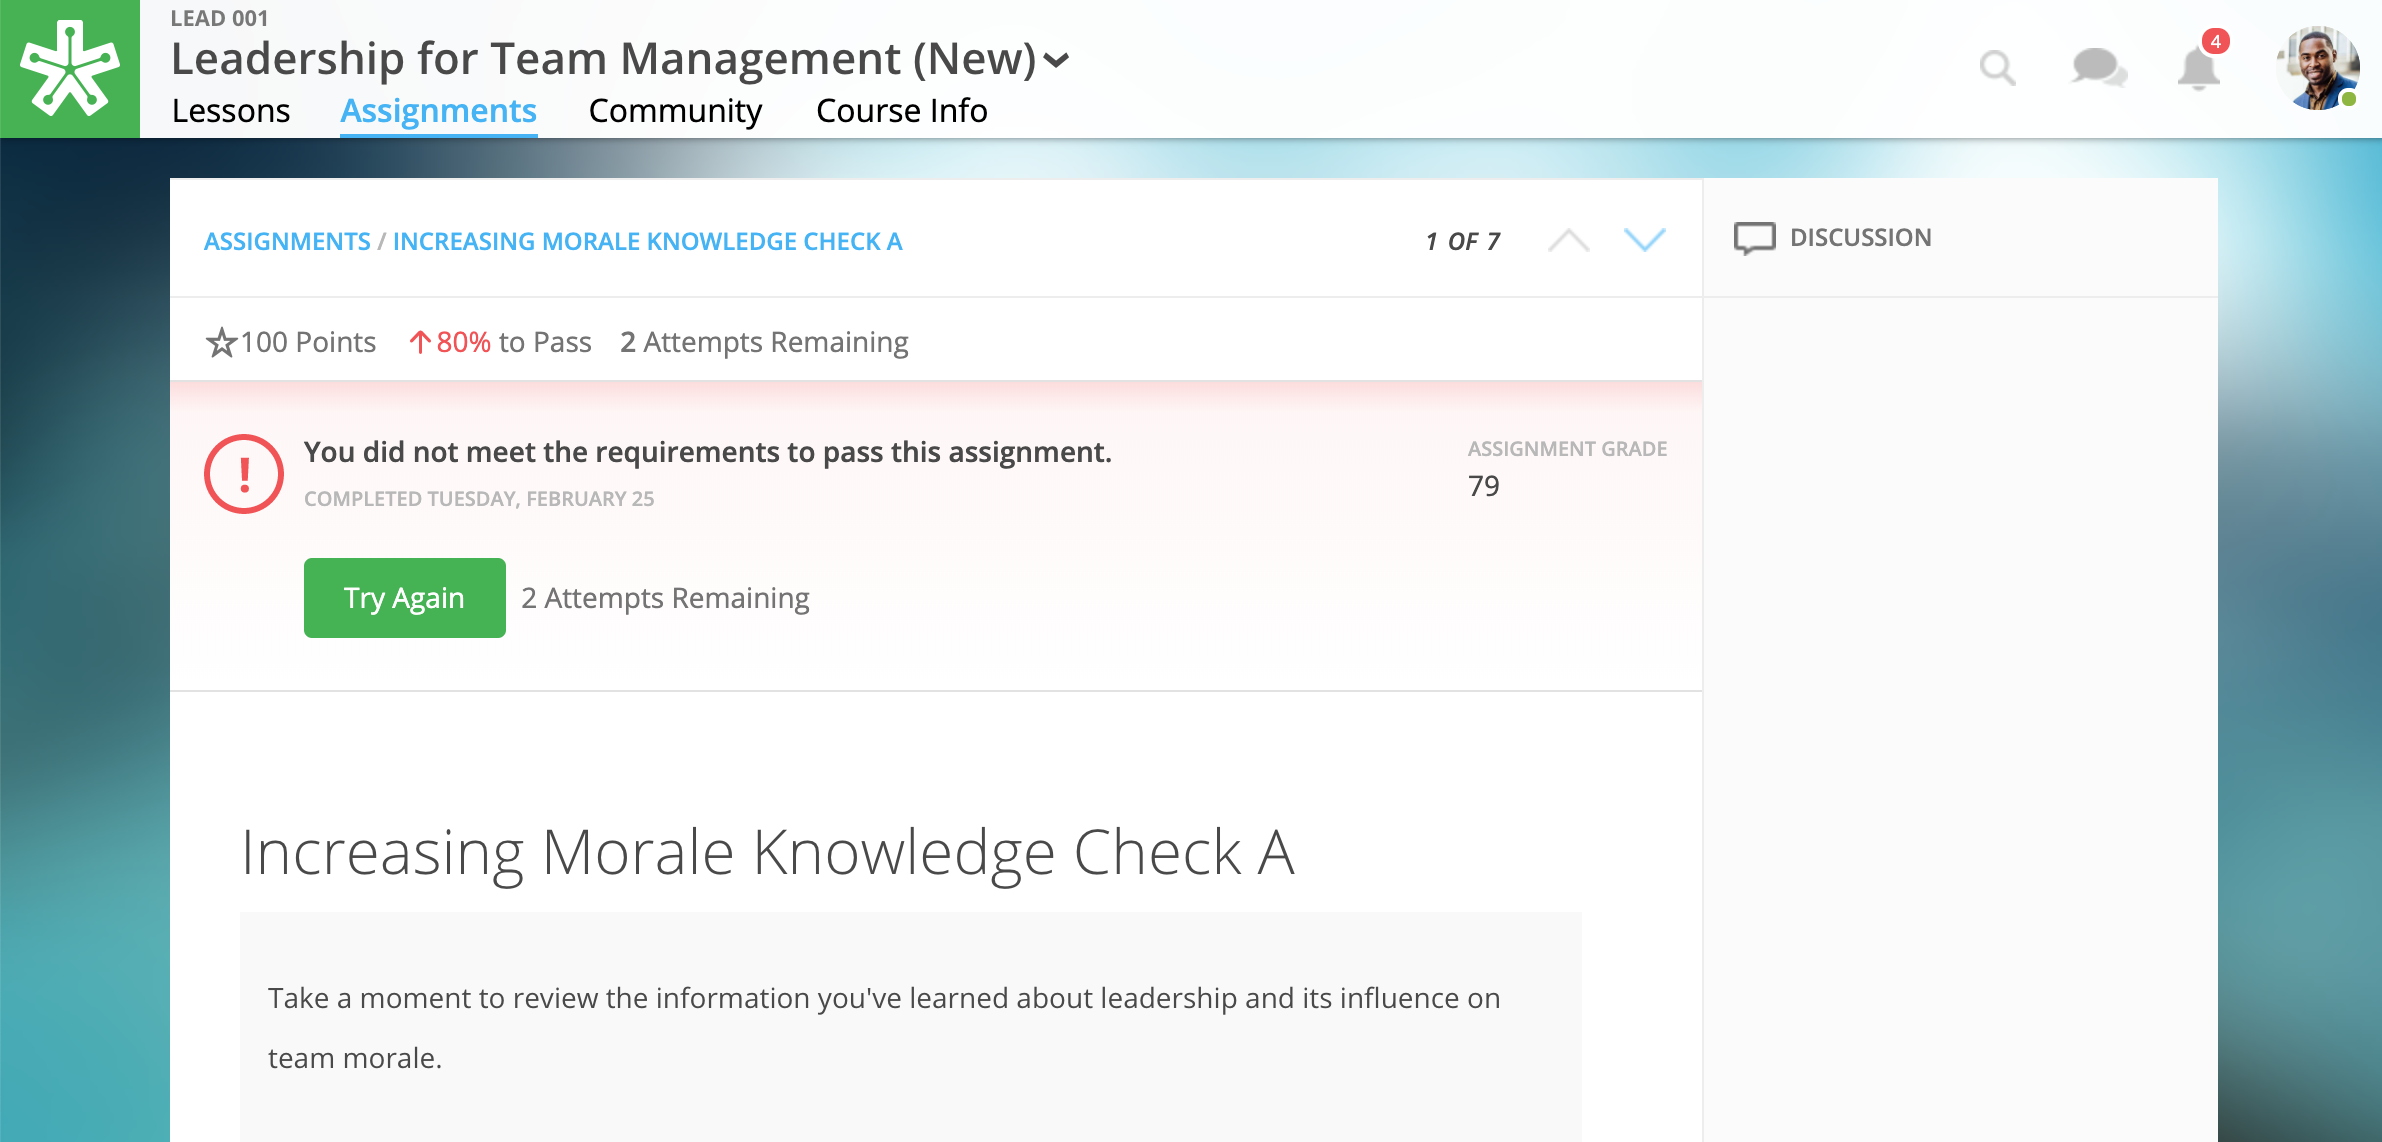 LEAD 001
Leadership for Team Management (New)
Lessons Assignments Community Course Info
4
ASSIGNMENTS / INCREASING MORALE KNOWLEDGE CHECK A
1 OF 7
DISCUSSION
100 Points 80% to Pass 2 Attempts Remaining
You did not meet the requirements to pass this assignment.
COMPLETED TUESDAY, FEBRUARY 25
ASSIGNMENT GRADE
79
Try Again 2 Attempts Remaining
Increasing Morale Knowledge Check A
Take a moment to review the information you've learned about leadership and its influence on
team morale.